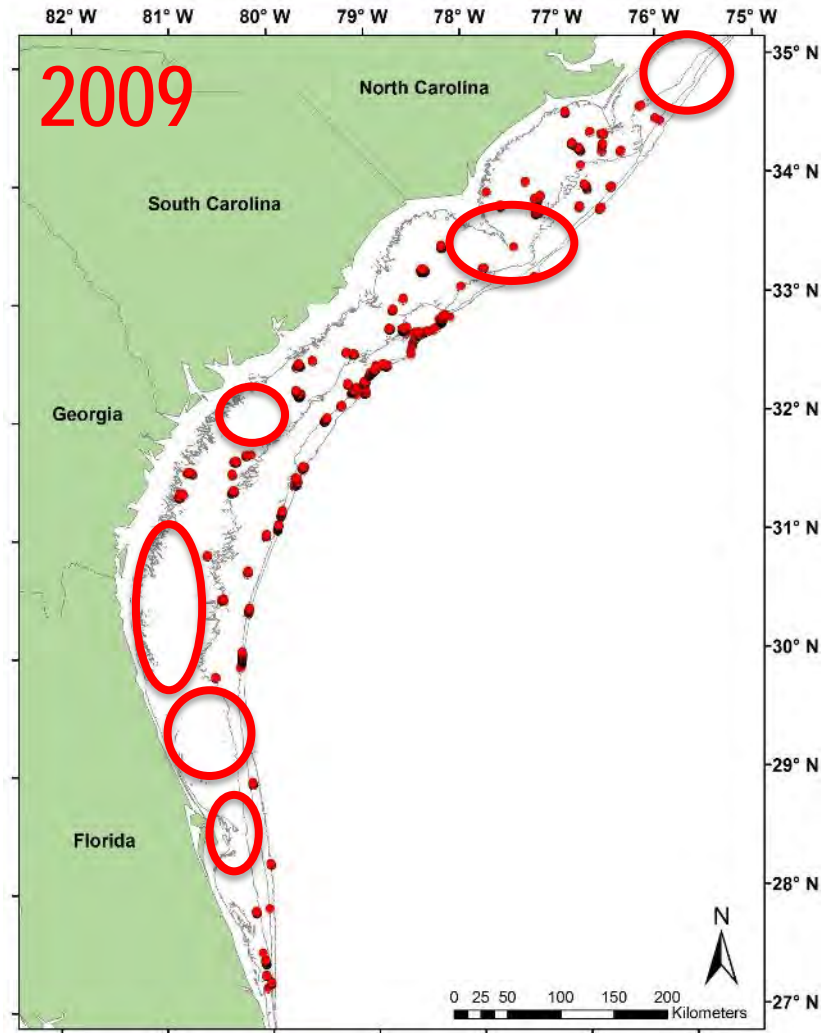 82° W 81° W 80° W 79° W 78° W 77° W 76° W 75° W
35° N
2009
North Carolina
34° N
South Carolina
33° N
Georgia
32° N
31° N
30° N
29° N
Florida
28° N
N
0 25 50 100 150 200
Kilometers
27° N